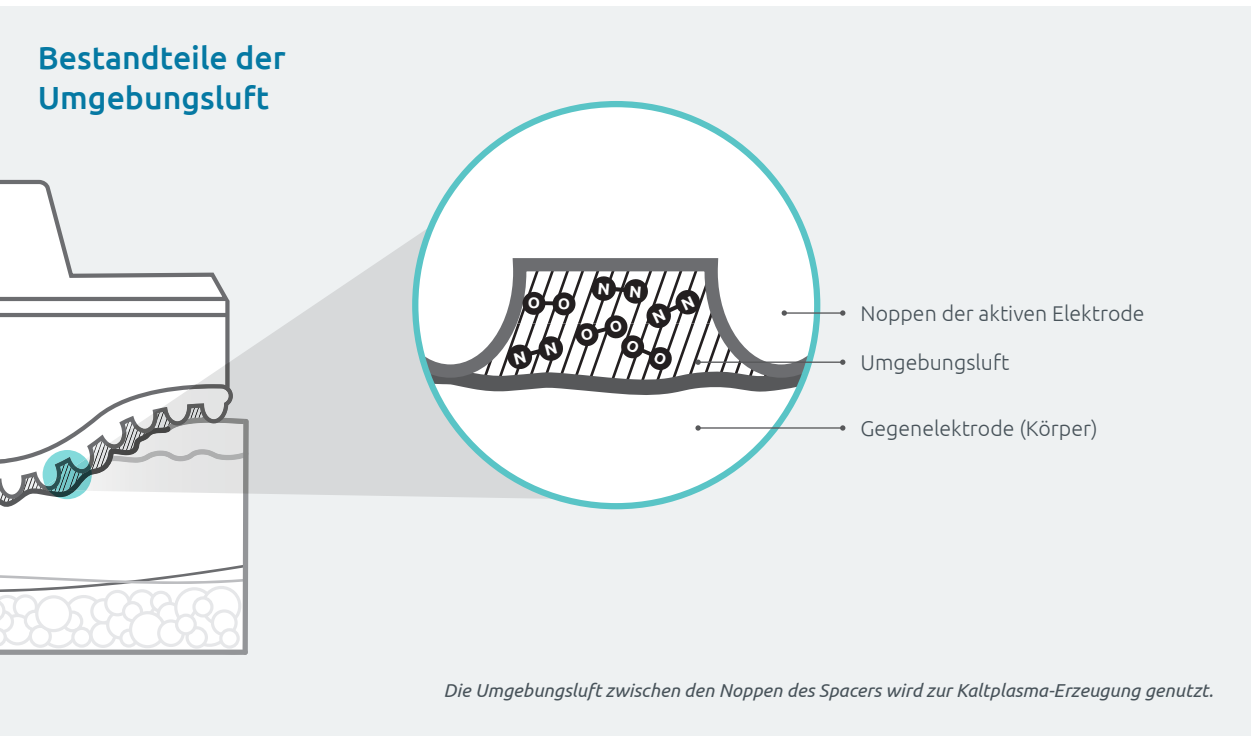 Bestandteile der
Umgebungsluft
O O
N N
N N
O O
N N
O O
Noppen der aktiven Elektrode
Umgebungsluft
Gegenelektrode (Körper)
Die Umgebungsluft zwischen den Noppen des Spacers wird zur Kaltplasma-Erzeugung genutzt.